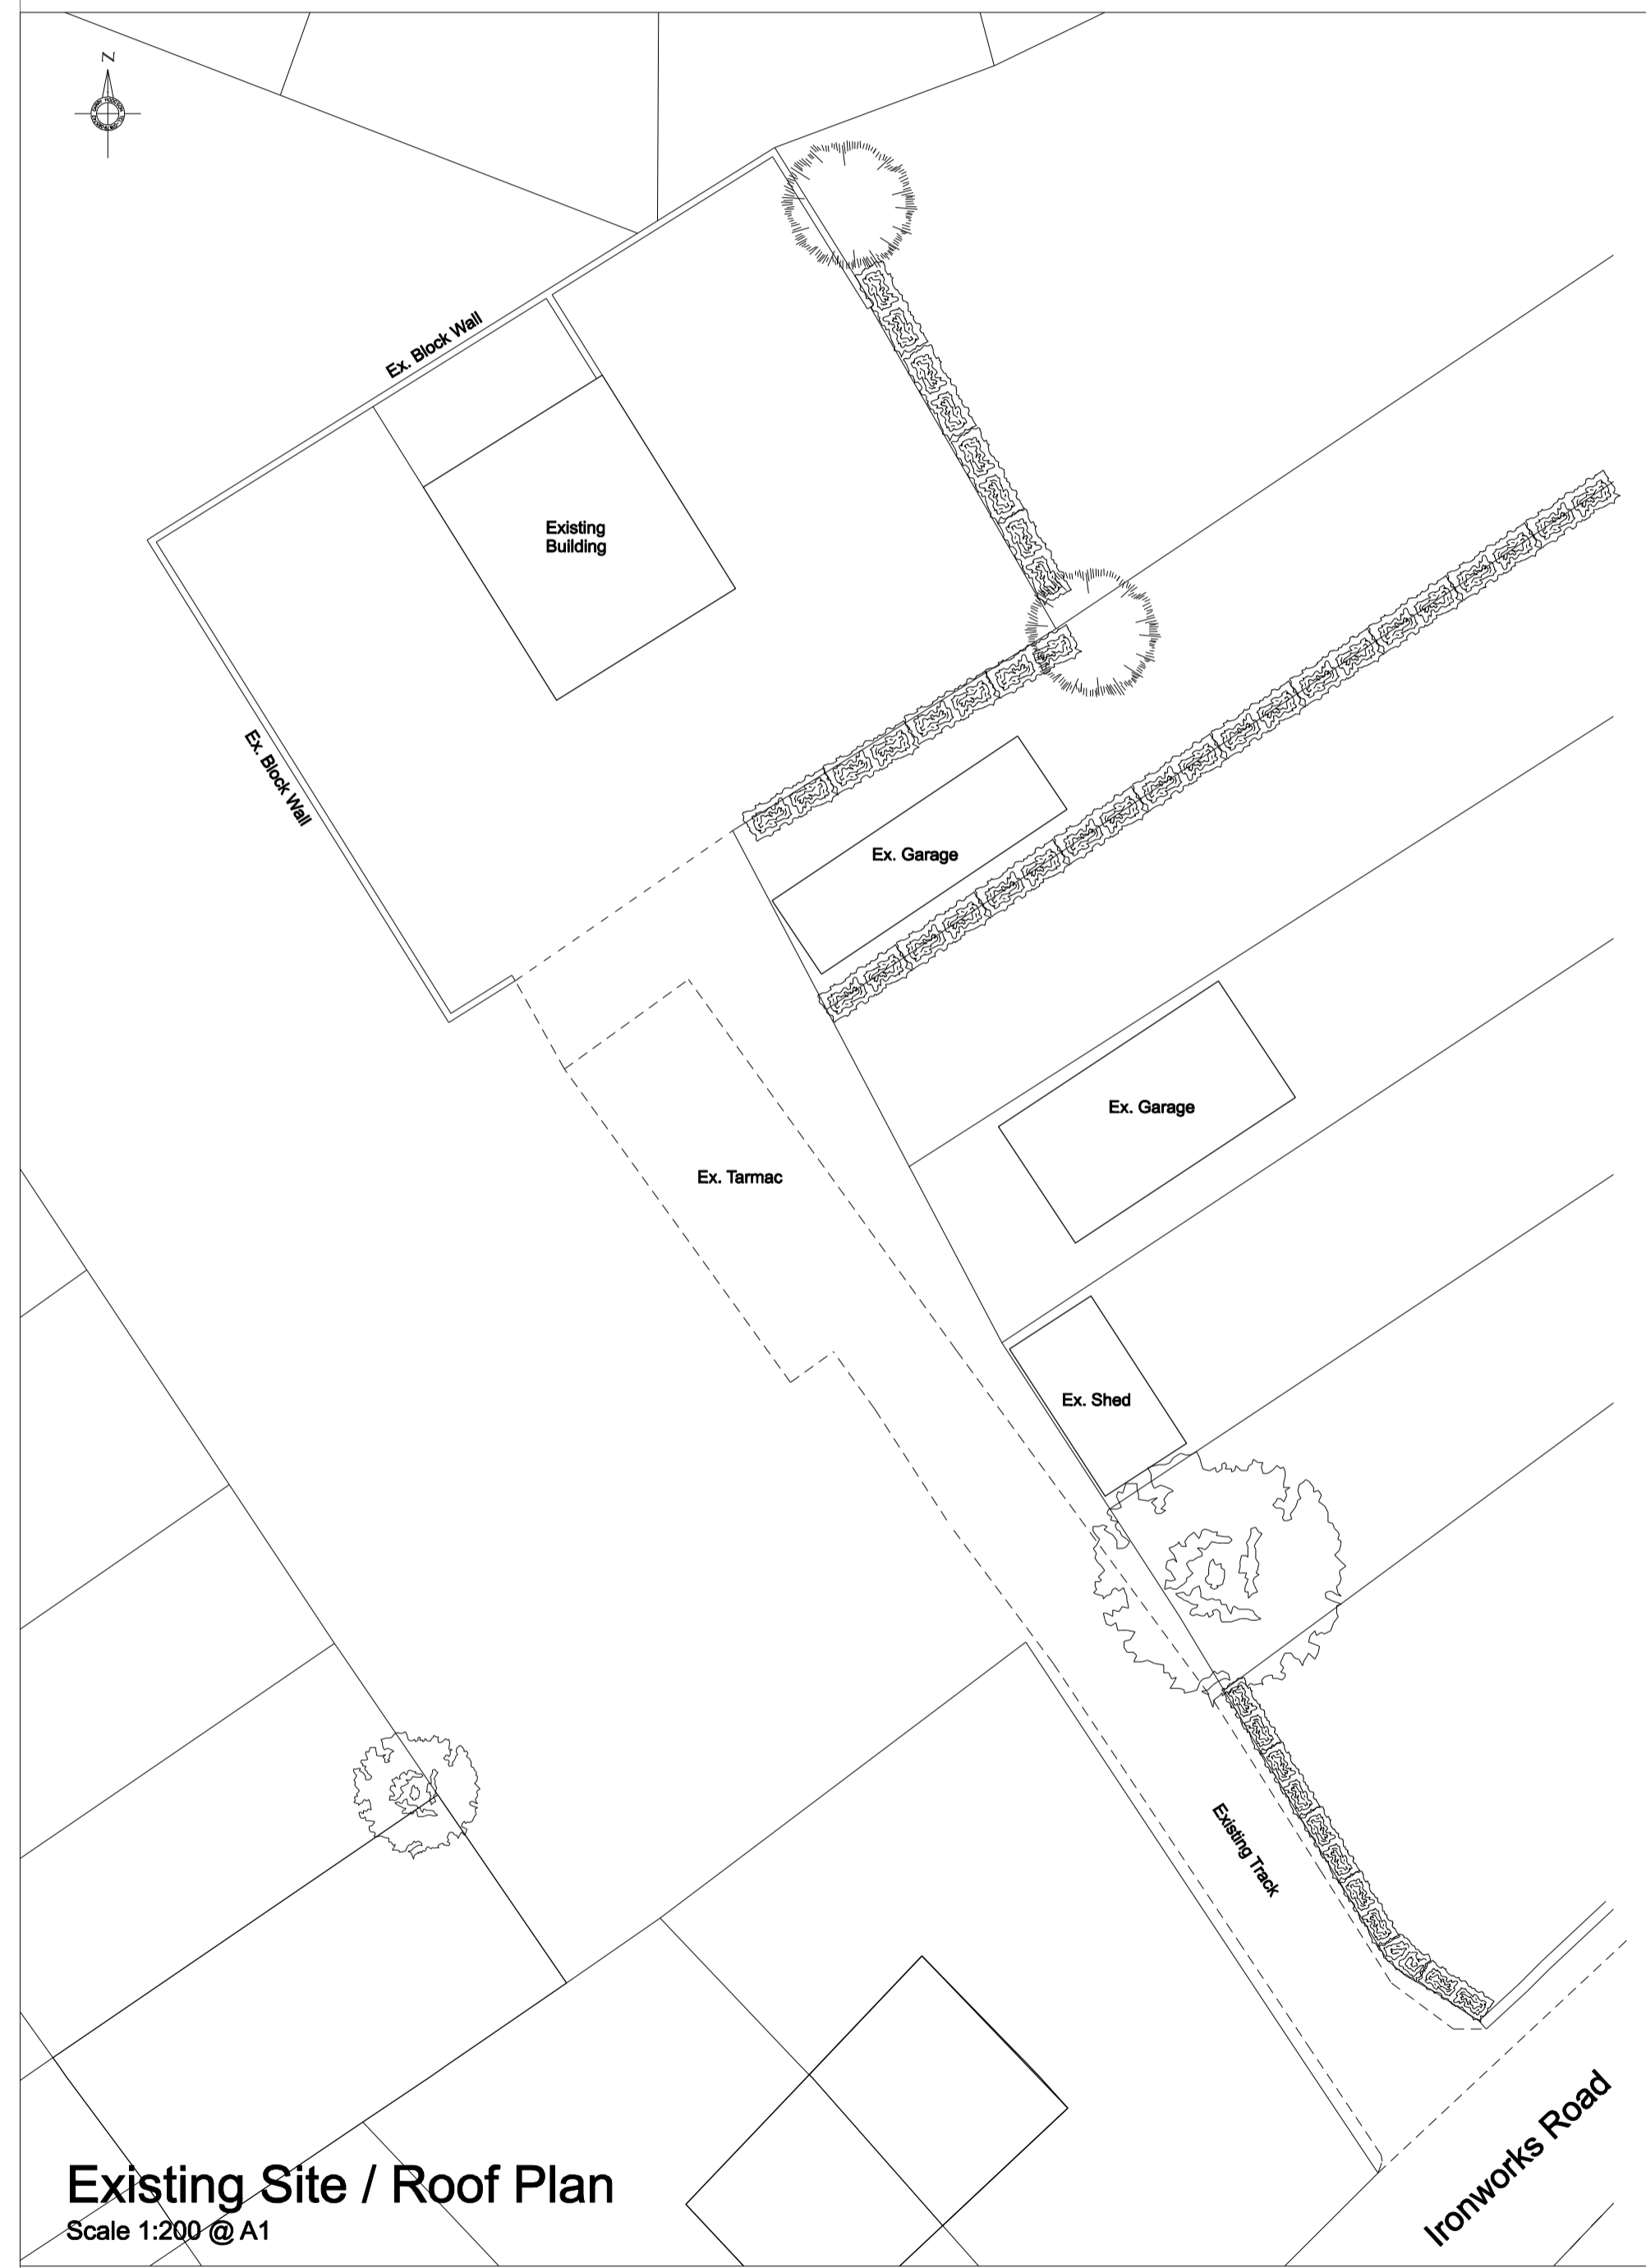 N
Ex. Block Wall
Existing
Building
Ex. Block Wall
Ex. Garage
Ex. Garage
Ex. Tarmac
Ex. Shed
Existing Track
Ironworks Road
Existing Site / Roof Plan
Scale 1:200 @ A1